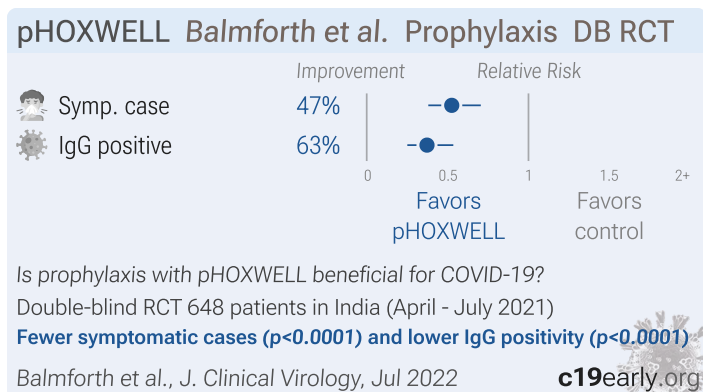 pHOXWELL Balmforth et al. Prophylaxis DB RCT
Improvement Relative Risk
Symp. case 47%
IgG positive 63%
0 0.5 1 1.5 2+
Favors pHOXWELL
Favors control
Is prophylaxis with pHOXWELL beneficial for COVID-19?
Double-blind RCT 648 patients in India (April - July 2021)
Fewer symptomatic cases (p<0.0001) and lower IgG positivity (p<0.0001)
Balmforth et al., J. Clinical Virology, Jul 2022 c19early.org